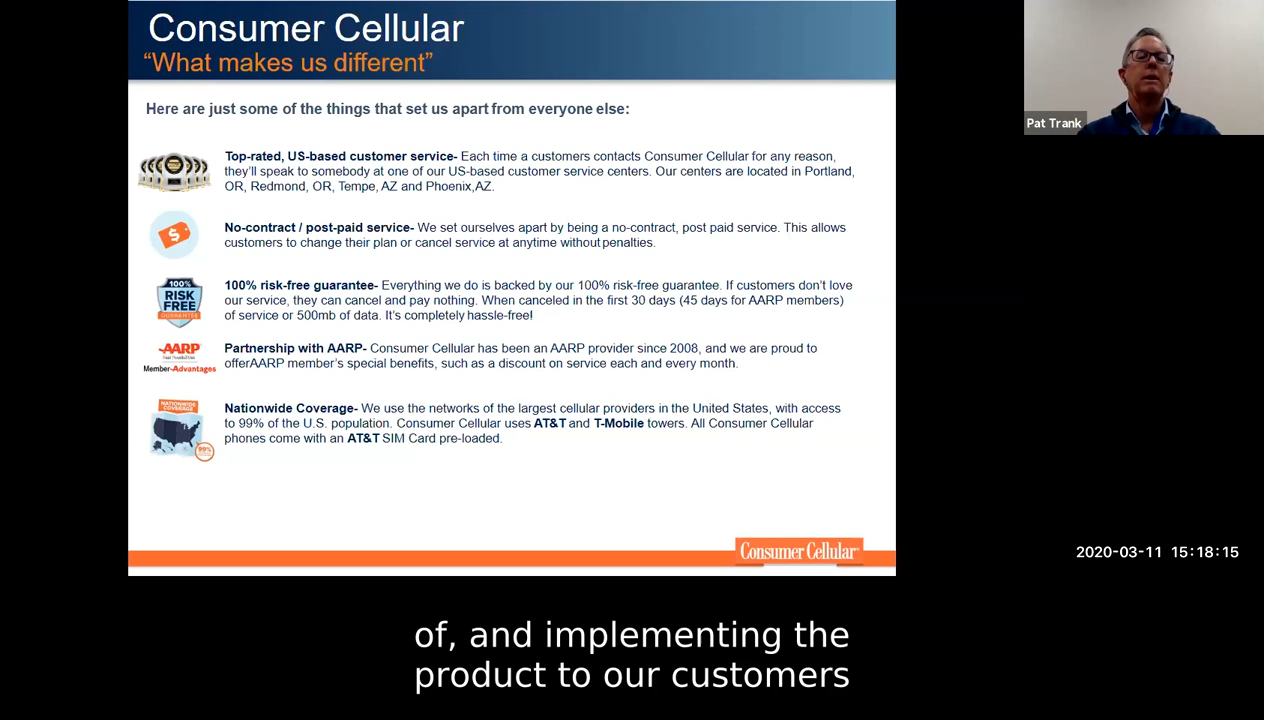 Consumer Cellular
“What makes us different”
Here are just some of the things that set us apart from everyone else:
Top-rated, US-based customer service- Each time a customers contacts Consumer Cellular for any reason,
they’ll speak to somebody at one of our US-based customer service centers. Our centers are located in Portland,
OR, Redmond, OR, Tempe, AZ and Phoenix,AZ.
No-contract / post-paid service- We set ourselves apart by being a no-contract, post paid service. This allows
customers to change their plan or cancel service at anytime without penalties.
100%
RISK
FREE
GUARANTEE
100% risk-free guarantee- Everything we do is backed by our 100% risk-free guarantee. If customers don’t love
our service, they can cancel and pay nothing. When canceled in the first 30 days (45 days for AARP members)
of service or 500mb of data. It’s completely hassle-free!
AARP
Member-Advantages
Partnership with AARP- Consumer Cellular has been an AARP provider since 2008, and we are proud to
offerAARP member’s special benefits, such as a discount on service each and every month.
NATIONWIDE
COVERAGE
99%
Nationwide Coverage- We use the networks of the largest cellular providers in the United States, with access
to 99% of the U.S. population. Consumer Cellular uses AT&T and T-Mobile towers. All Consumer Cellular
phones come with an AT&T SIM Card pre-loaded.
Consumer Cellular
Pat Trank
2020-03-11 15:18:15
of, and implementing the
product to our customers